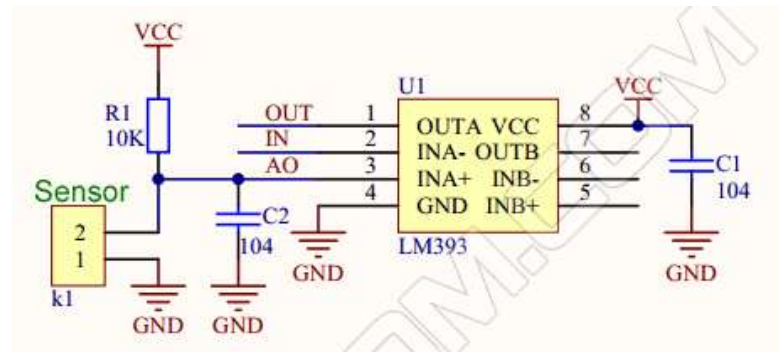 VCC
R1
10K
OUT
IN
AO
Sensor
2
1
k1
GND
GND
C2
104
GND
U1
1
2
3
4
OUTA VCC
INA- OUTB
INA+ INB-
GND INB+
LM393
8
7
6
5
VCC
C1
104
GND